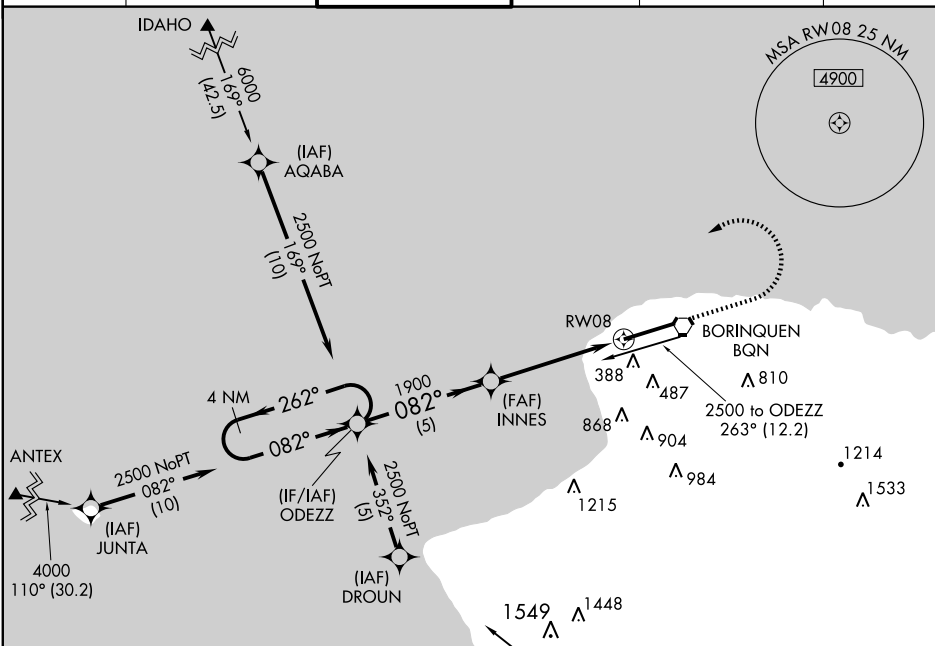 IDAHO
6000
169°
(42.5)
MSA RW08 25 NM
4900
(IAF)
AQABA
2500 NoPT
169°
(10)
RW08
BORINQUEN
BQN
4 NM
262°
082°
1900
082°
(5)
(FAF)
INNES
388
487
810
2500 to ODEZZ
263° (12.2)
868
904
984
1214
1533
1215
ANTEX
2500 NoPT
082°
(10)
(IAF)
JUNTA
4000
110° (30.2)
(IF/IAF)
ODEZZ
2500 NoPT
352°
(5)
(IAF)
DROUN
1549
1448